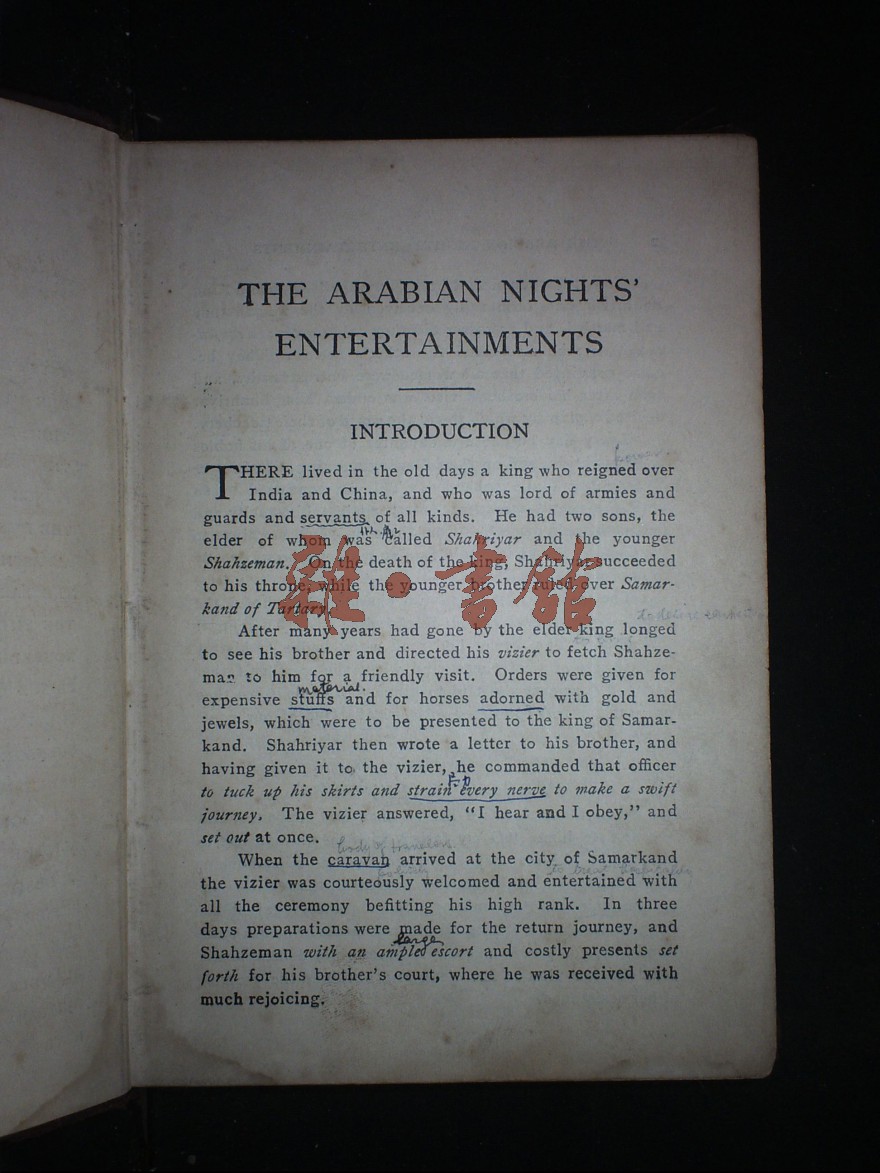 THE ARABIAN NIGHTS'
ENTERTAINMENTS
INTRODUCTION
THERE lived in the old days a king who reigned over
India and China, and who was lord of armies and
guards and servants of all kinds. He had two sons, the
elder of whom was called Shahriyar and the younger
Shahzeman. On the death of the king, Shahriyar succeeded
to his throne, while the younger brother ruled over Samar-
kand of Tartary.
After many years had gone by the elder king longed
to see his brother and directed his vizier to fetch Shahze-
man to him for a friendly visit. Orders were given for
material.
expensive stuffs and for horses adorned with gold and
jewels, which were to be presented to the king of Samar-
kand. Shahriyar then wrote a letter to his brother, and
having given it to the vizier, he commanded that officer
to tuck up his skirts and strain every nerve to make a swift
journey. The vizier answered, "I hear and I obey," and
set out at once.
body of travelers
When the caravan arrived at the city of Samarkand
the vizier was courteously welcomed and entertained with
all the ceremony befitting his high rank. In three
days preparations were made for the return journey, and
large
Shahzeman with an ample escort and costly presents set
forth for his brother's court, where he was received with
much rejoicing.
雜·書館